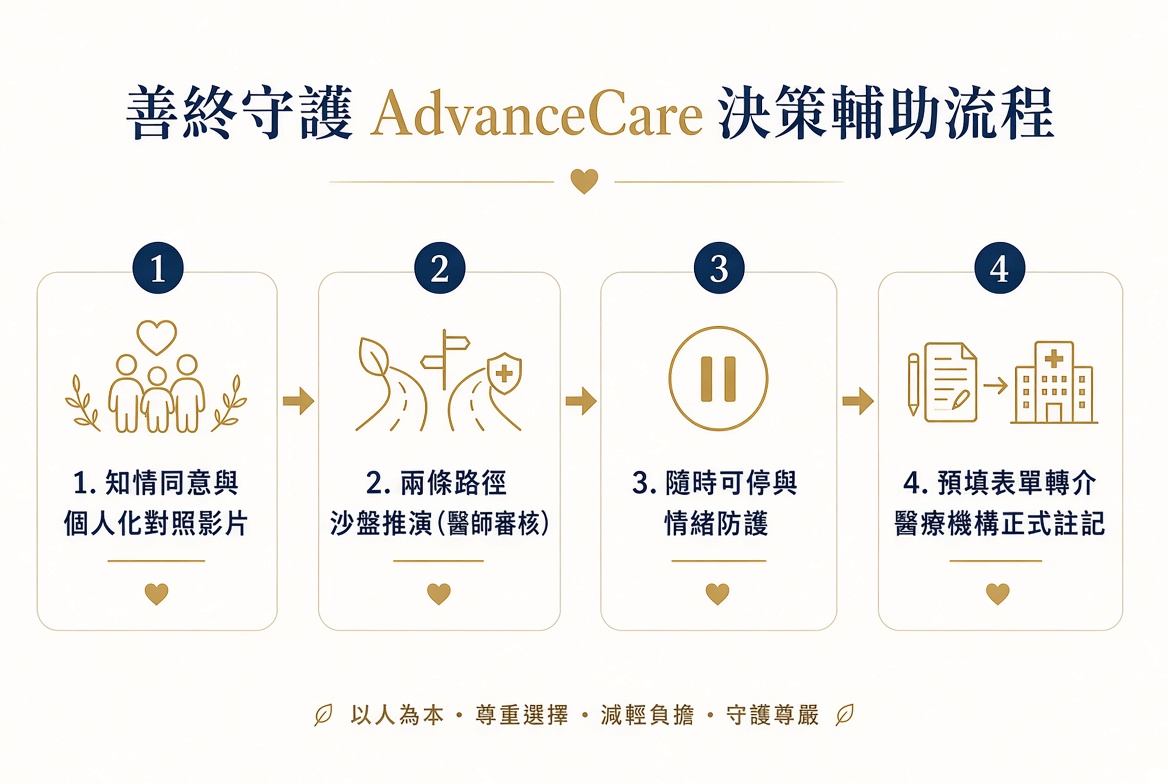 善終守護 AdvanceCare 決策輔助流程
1
2
3
4
1. 知情同意與
個人化對照影片
2. 兩條路徑
沙盤推演(醫師審核)
3. 隨時可停與
情緒防護
4. 預填表單轉介
醫療機構正式註記
以人為本・尊重選擇・減輕負擔・守護尊嚴